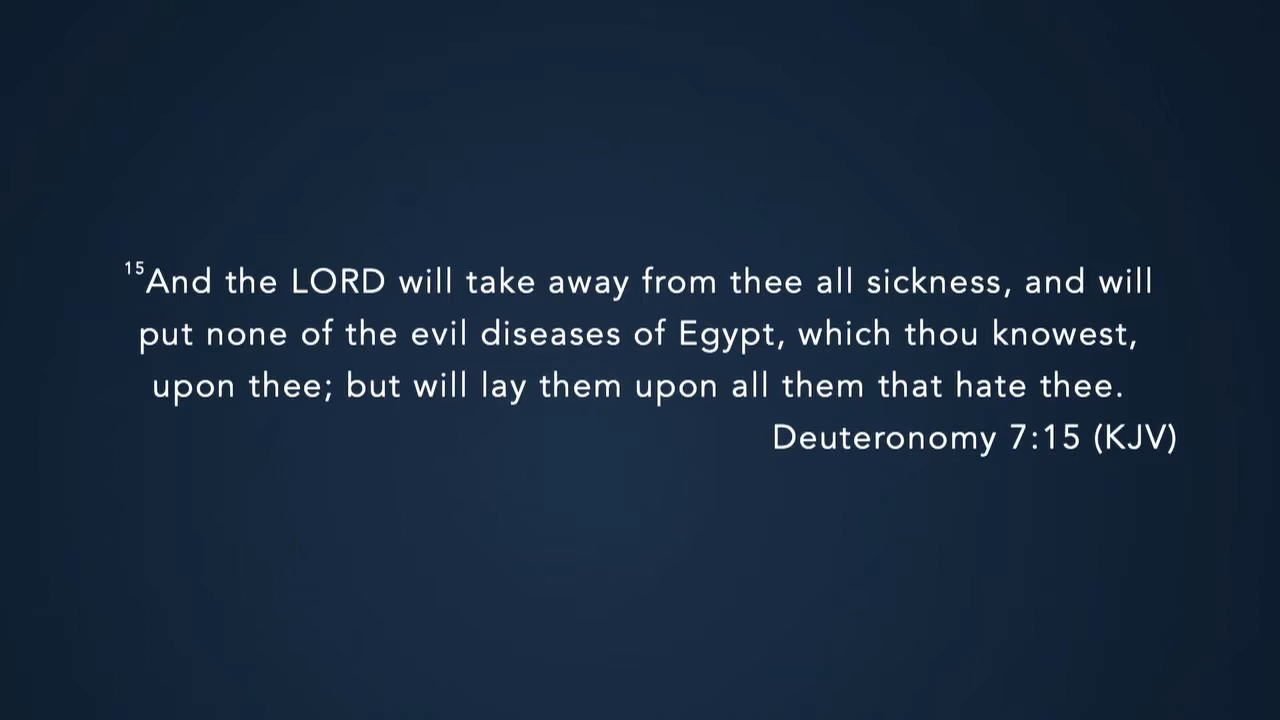 15And the LORD will take away from thee all sickness, and will
put none of the evil diseases of Egypt, which thou knowest,
upon thee; but will lay them upon all them that hate thee.
Deuteronomy 7:15 (KJV)